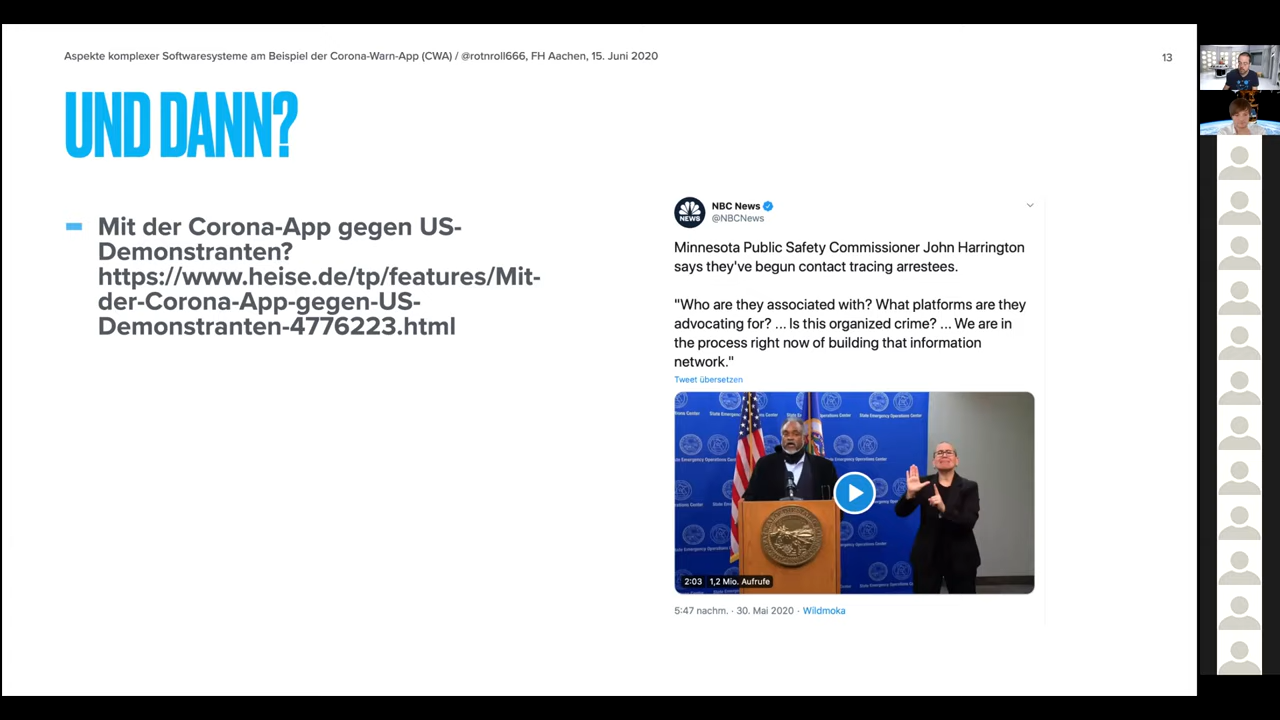 Aspekte komplexer Softwaresysteme am Beispiel der Corona-Warn-App (CWA) / @rotnroll666, FH Aachen, 15. Juni 2020
13
UND DANN?
Mit der Corona-App gegen US-
Demonstranten?
https://www.heise.de/tp/features/Mit-
der-Corona-App-gegen-US-
Demonstranten-4776223.html
NBC News
@NBCNews
NEWS
Minnesota Public Safety Commissioner John Harrington
says they've begun contact tracing arrestees.
"Who are they associated with? What platforms are they
advocating for? ... Is this organized crime? ... We are in
the process right now of building that information
network."
Tweet übersetzen
State Emergency Operations Center
2:03
1,2 Mio. Aufrufe
5:47 nachm. · 30. Mai 2020 · Wildmoka